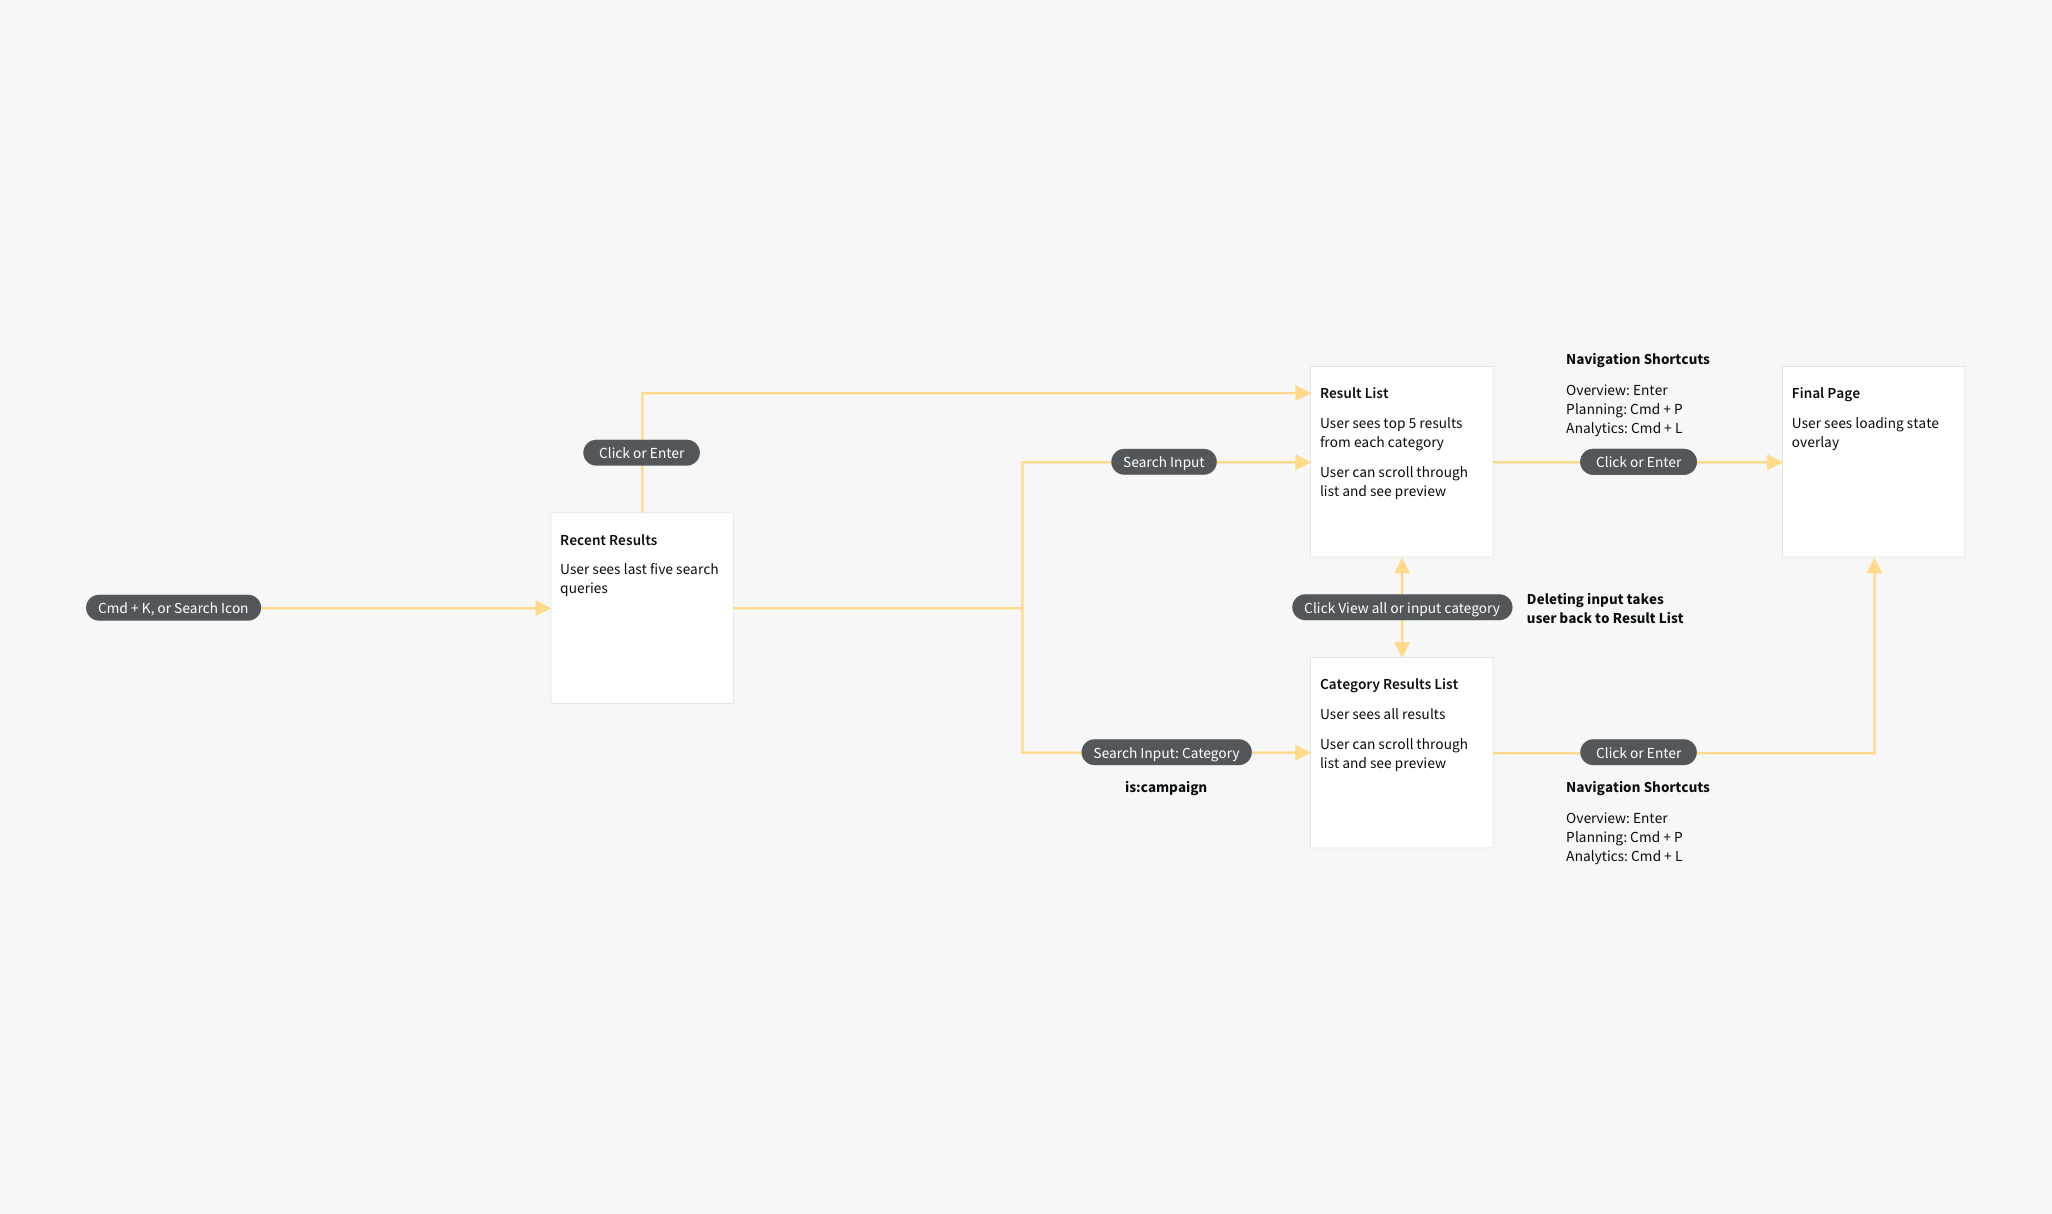 Cmd + K, or Search Icon
Click or Enter
Recent Results
User sees last five search
queries
Search Input
Search Input: Category
is:campaign
Result List
User sees top 5 results
from each category
User can scroll through
list and see preview
Click View all or input category
Deleting input takes
user back to Result List
Category Results List
User sees all results
User can scroll through
list and see preview
Navigation Shortcuts
Overview: Enter
Planning: Cmd + P
Analytics: Cmd + L
Click or Enter
Click or Enter
Navigation Shortcuts
Overview: Enter
Planning: Cmd + P
Analytics: Cmd + L
Final Page
User sees loading state
overlay